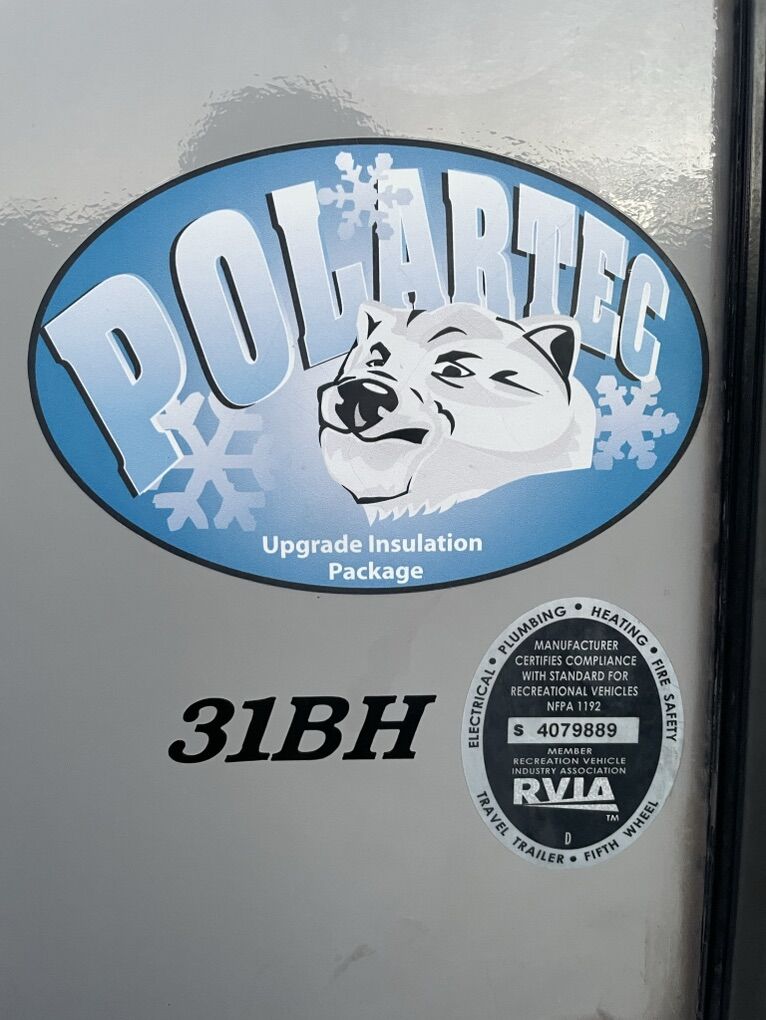 POLARTEC
Upgrade Insulation
Package
31BH
ELECTRICAL • PLUMBING • HEATING • FIRE SAFETY
MANUFACTURER
CERTIFIES COMPLIANCE
WITH STANDARD FOR
RECREATIONAL VEHICLES
NFPA 1192
S 4079889
MEMBER
RECREATION VEHICLE
INDUSTRY ASSOCIATION
RVIA
TM
D
TRAVEL TRAILER • FIFTH WHEEL